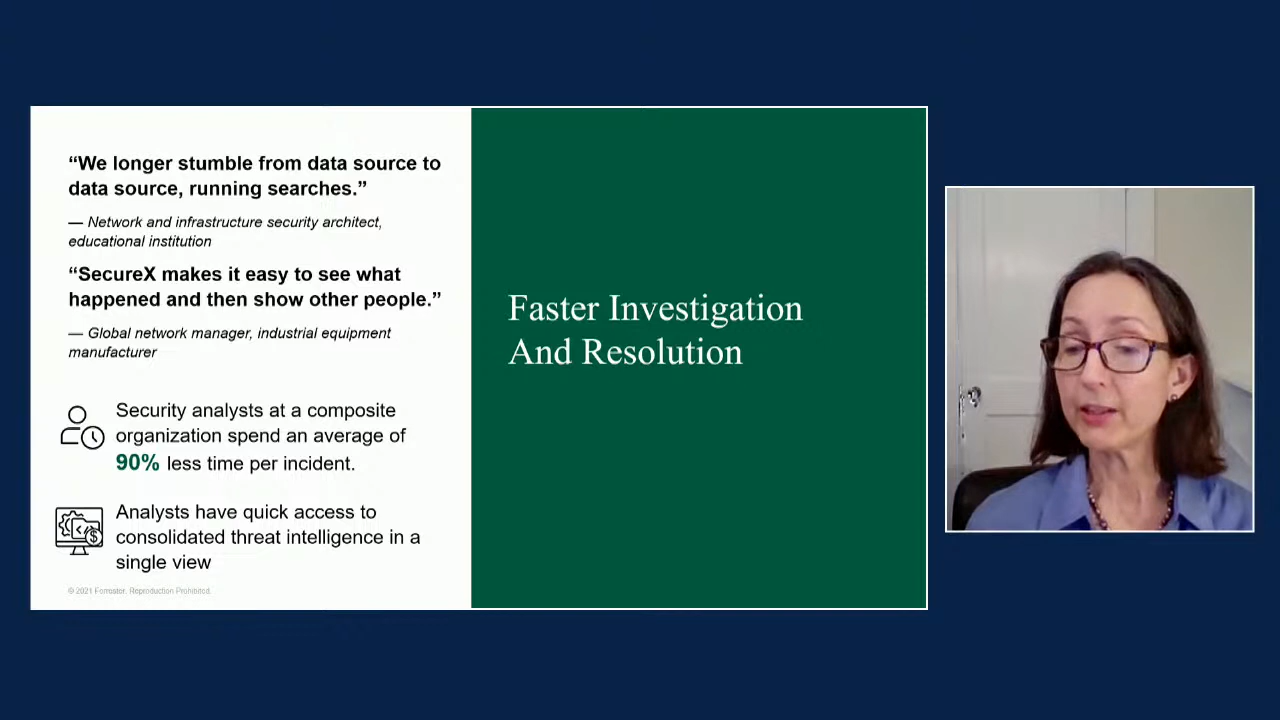 “We longer stumble from data source to
data source, running searches.”
— Network and infrastructure security architect,
educational institution
“SecureX makes it easy to see what
happened and then show other people.”
— Global network manager, industrial equipment
manufacturer
Security analysts at a composite
organization spend an average of
90% less time per incident.
Analysts have quick access to
consolidated threat intelligence in a
single view
© 2021 Forrester. Reproduction Prohibited.
Faster Investigation
And Resolution